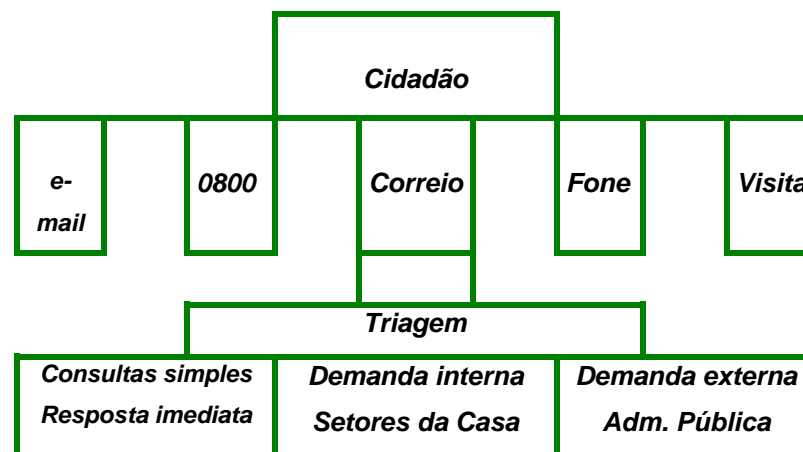 Cidadão
e-
mail
0800
Correio
Fone
Visita
Triagem
Consultas simples
Resposta imediata
Demanda interna
Setores da Casa
Demanda externa
Adm. Pública